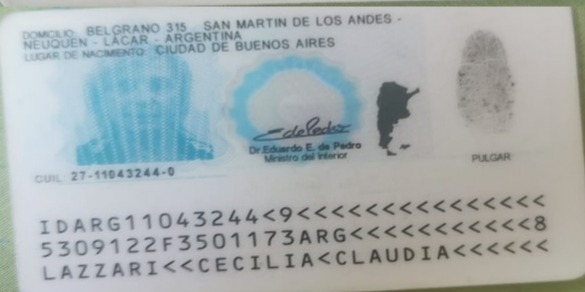 DOMICILIO: BELGRANO 315 SAN MARTIN DE LOS ANDES -
NEUQUEN - LACAR - ARGENTINA
LUGAR DE NACIMIENTO: CIUDAD DE BUENOS AIRES
Dr. Eduardo E. de Pedro
Ministro del Interior
PULGAR
CUIL: 27-11043244-0
IDARG11043244<9<<<<<<<<<<<<<<<
5309122F3501173ARG<<<<<<<<<<<8
LAZZARI<<CECILIA<CLAUDIA<<<<<<